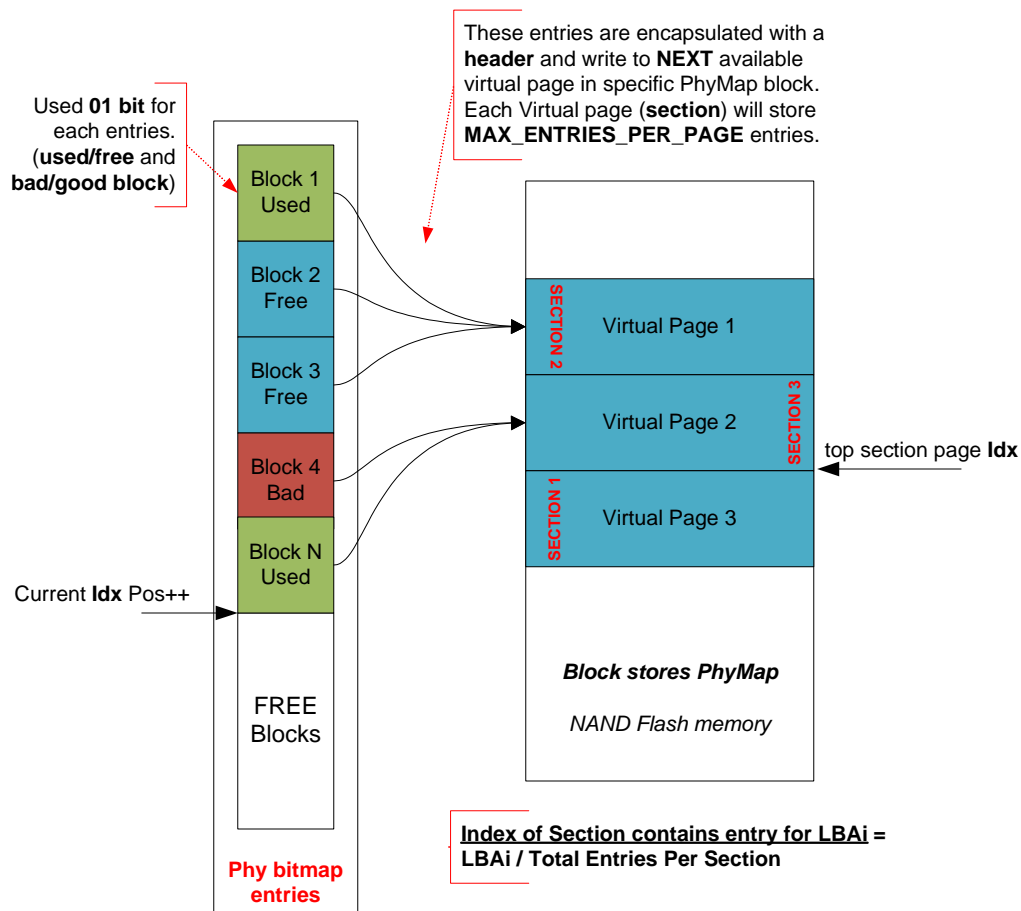 These entries are encapsulated with a
header and write to NEXT available
virtual page in specific PhyMap block.
Each Virtual page (section) will store
MAX_ENTRIES_PER_PAGE entries.
Used 01 bit for
each entries.
(used/free and
bad/good block)
Block 1
Used
Block 2
Free
Block 3
Free
Block 4
Bad
Block N
Used
Current Idx Pos++
FREE
Blocks
Phy bitmap
entries
SECTION 2
Virtual Page 1
Virtual Page 2
SECTION 3
top section page Idx
SECTION 1
Virtual Page 3
Block stores PhyMap
NAND Flash memory
Index of Section contains entry for LBAi =
LBAi / Total Entries Per Section